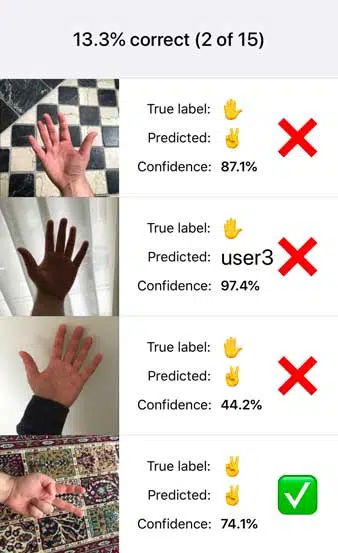 13.3% correct (2 of 15)
True label: ✋
Predicted: ✌️
Confidence: 87.1%
True label: ✋
Predicted: user3
Confidence: 97.4%
True label: ✋
Predicted: ✌️
Confidence: 44.2%
True label: ✌️
Predicted: ✌️
Confidence: 74.1%